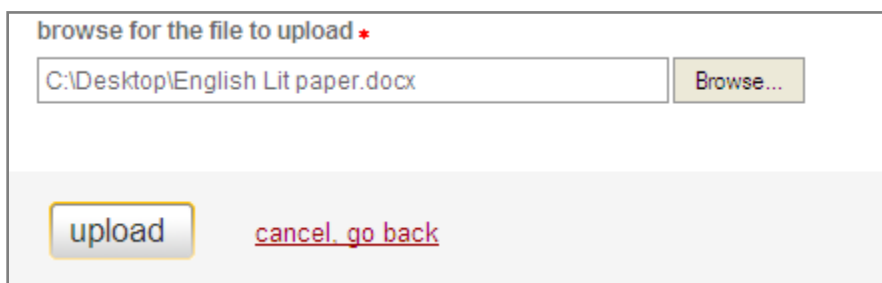 browse for the file to upload *
C:\Desktop\English Lit paper.docx Browse...
upload cancel, go back